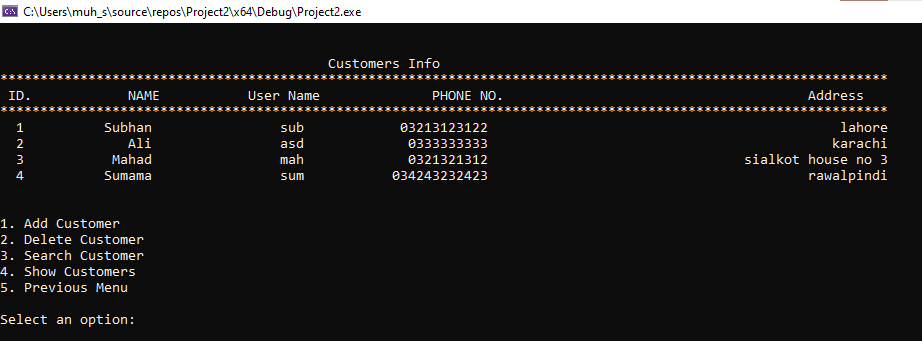 C:\Users\muh_s\source\repos\Project2\x64\Debug\Project2.exe
Customers Info
***************************************************************************************************************
ID. NAME User Name PHONE NO. Address
***************************************************************************************************************
1 Subhan sub 03213123122 lahore
2 Ali asd 0333333333 karachi
3 Mahad mah 0321321312 sialkot house no 3
4 Sumama sum 034243232423 rawalpindi
1. Add Customer
2. Delete Customer
3. Search Customer
4. Show Customers
5. Previous Menu
Select an option: